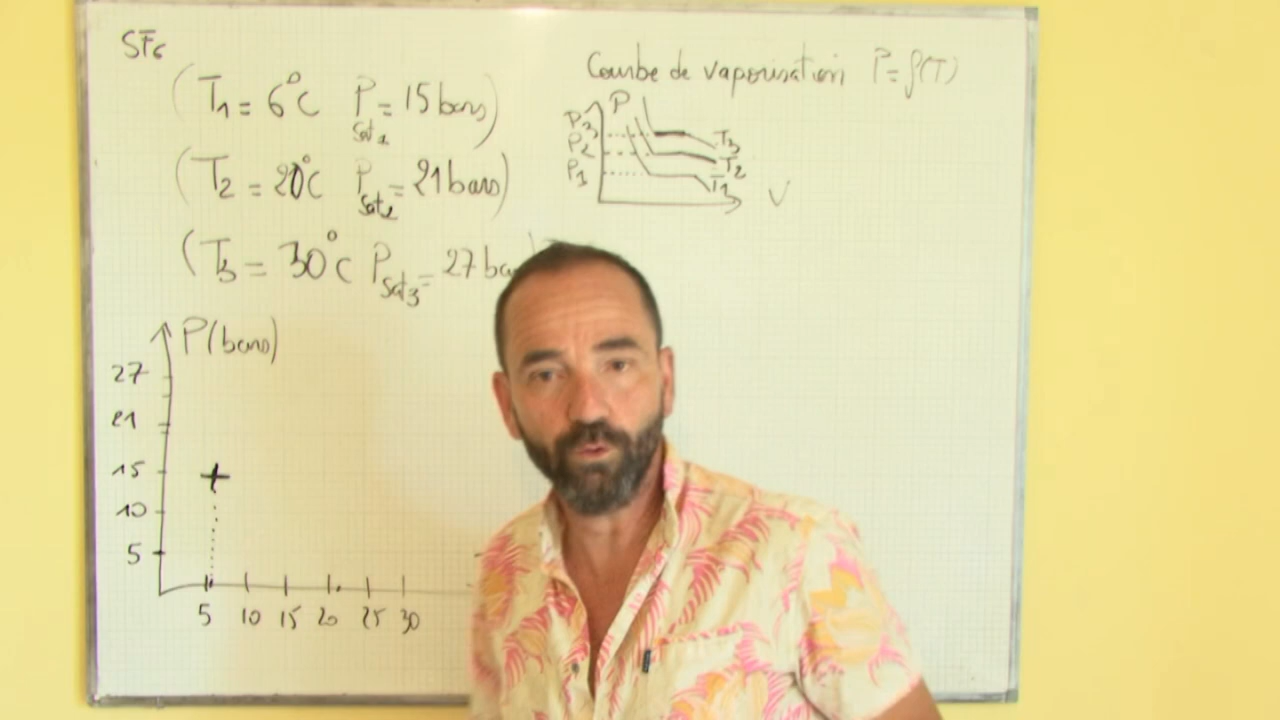 SF6
(T1 = 6°C Psat1 = 15 bars)
(T2 = 20°C Psat2 = 21 bars)
(T3 = 30°C Psat3 = 27
P(bars)
27
21
15
10
5
5 10 15 20 25 30
Courbe de vaporisation P = f(T)
P
P3 T3
P2 T2
P1 T1
V